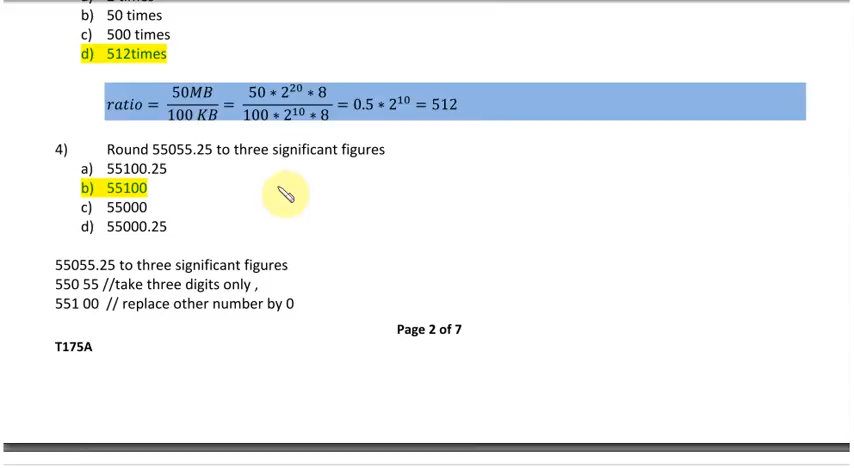 b) 50 times
c) 500 times
d) 512times
ratio = 50MB / 100 KB = 50 ∗ 2^20 ∗ 8 / 100 ∗ 2^10 ∗ 8 = 0.5 ∗ 2^10 = 512
4) Round 55055.25 to three significant figures
a) 55100.25
b) 55100
c) 55000
d) 55000.25
55055.25 to three significant figures
550 55 //take three digits only ,
551 00 // replace other number by 0
Page 2 of 7
T175A